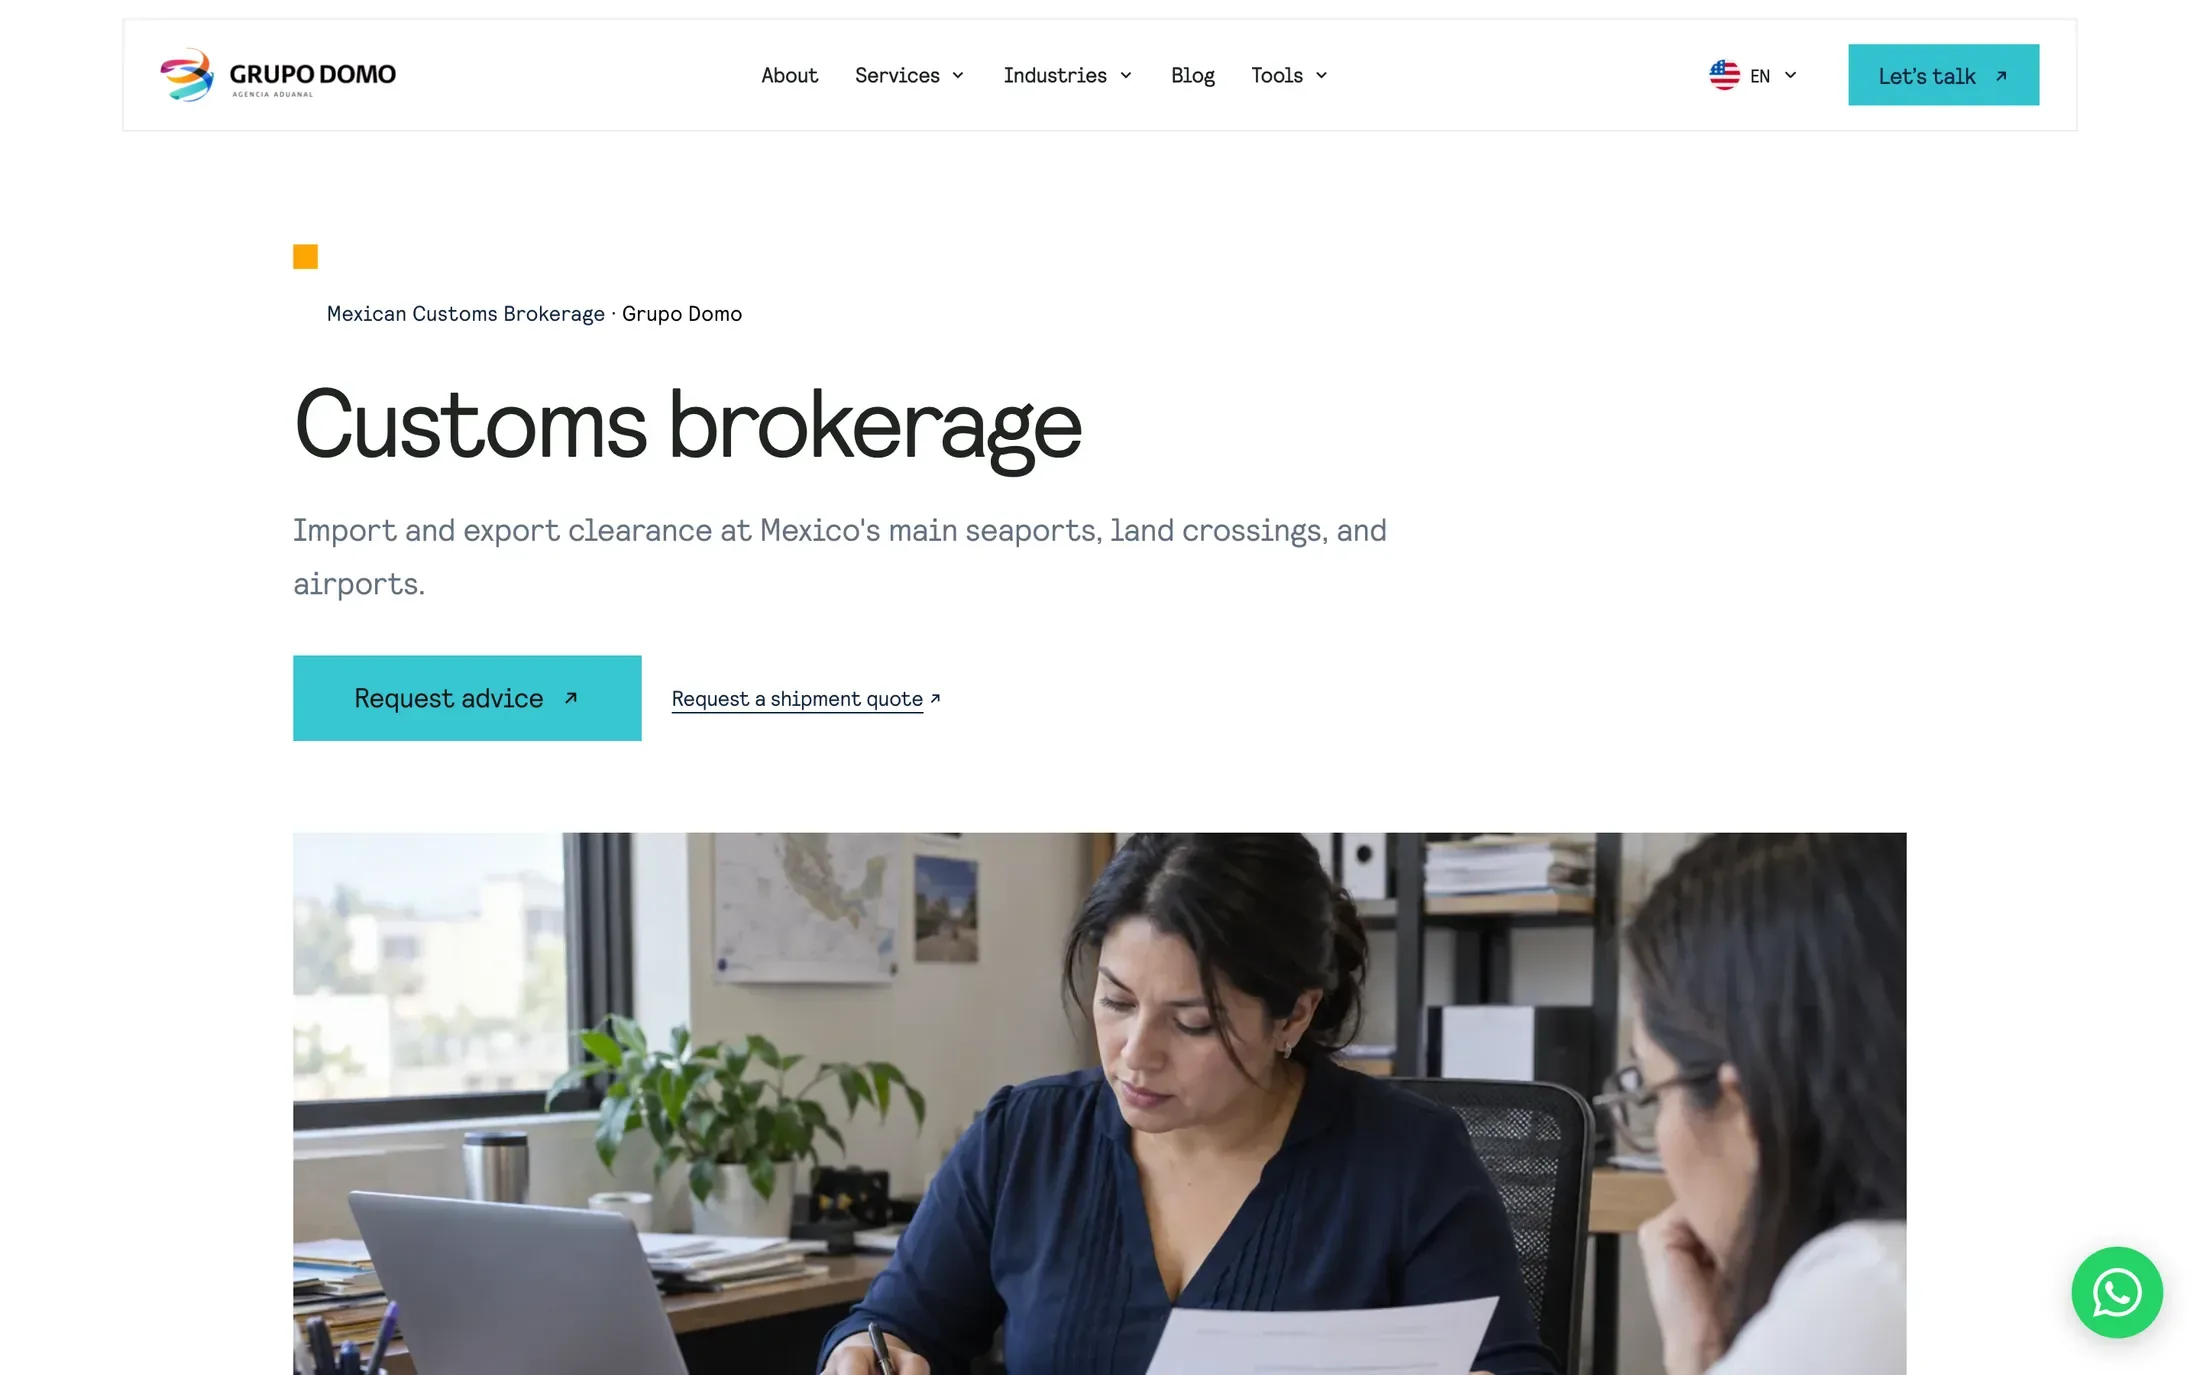 GRUPO DOMO
AGENCIA ADUANAL
About
Services
Industries
Blog
Tools
EN
Let's talk
Mexican Customs Brokerage · Grupo Domo
Customs brokerage
Import and export clearance at Mexico's main seaports, land crossings, and
airports.
Request advice
Request a shipment quote